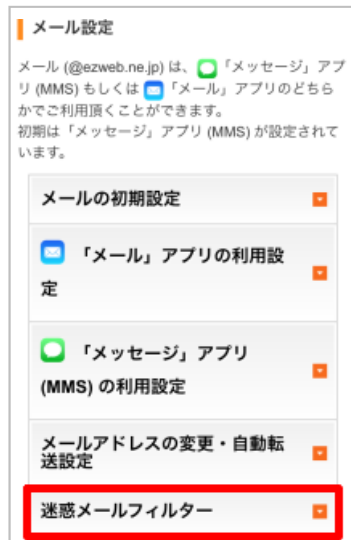 メール設定
メール (@ezweb.ne.jp) は、「メッセージ」アプ
リ (MMS) もしくは「メール」アプリのどちら
かでご利用頂くことができます。
初期は「メッセージ」アプリ (MMS) が設定されて
います。
メールの初期設定
「メール」アプリの利用設
定
「メッセージ」アプリ
(MMS) の利用設定
メールアドレスの変更・自動転
送設定
迷惑メールフィルター